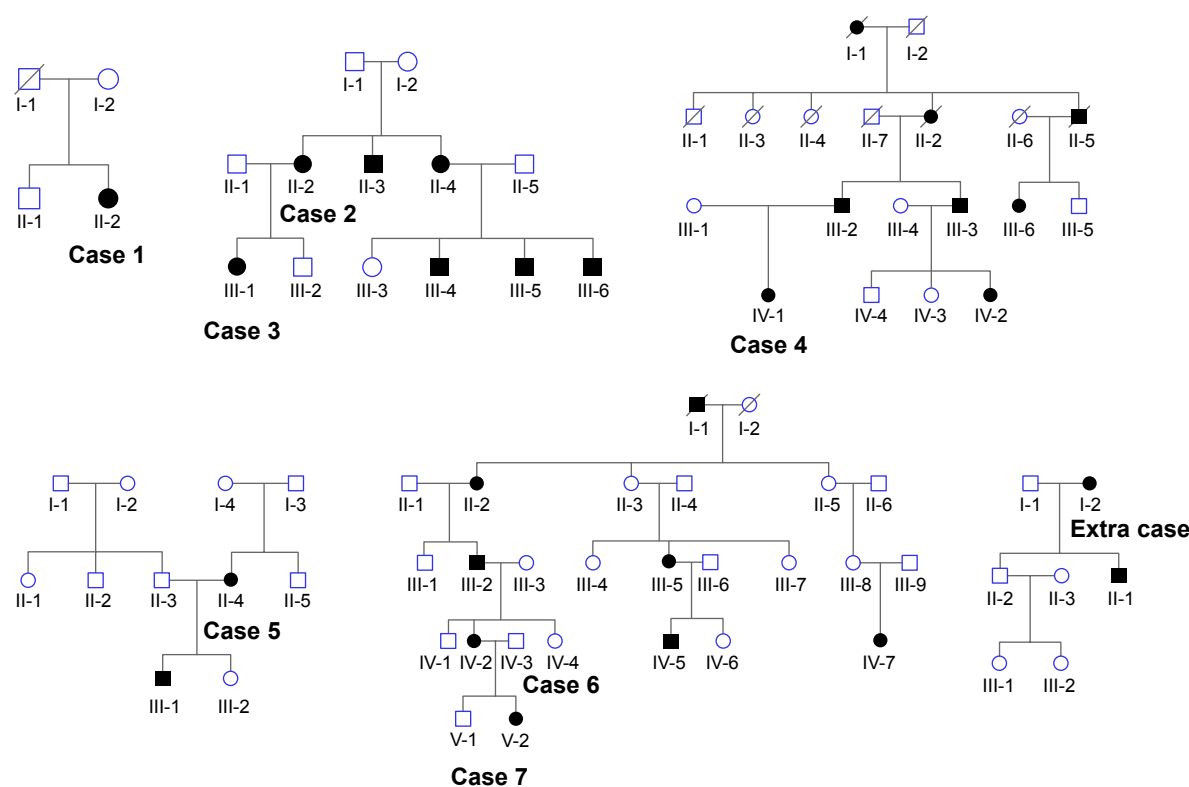 I-1 I-2
II-1 II-2
Case 1
I-1 I-2
II-1 II-2 II-3 II-4 II-5
Case 2
III-1 III-2 III-3 III-4 III-5 III-6
Case 3
I-1 I-2
II-1 II-3 II-4 II-7 II-2 II-6 II-5
III-1 III-2 III-4 III-3 III-6 III-5
IV-1 IV-4 IV-3 IV-2
Case 4
I-1 I-2 I-4 I-3
II-1 II-2 II-3 II-4 II-5
Case 5
III-1 III-2
I-1 I-2
II-1 II-2 II-3 II-4 II-5 II-6
III-1 III-2 III-3 III-4 III-5 III-6 III-7 III-8 III-9
IV-1 IV-2 IV-3 IV-4 IV-5 IV-6 IV-7
Case 6
V-1 V-2
Case 7
I-1 I-2
Extra case
II-2 II-3 II-1
III-1 III-2